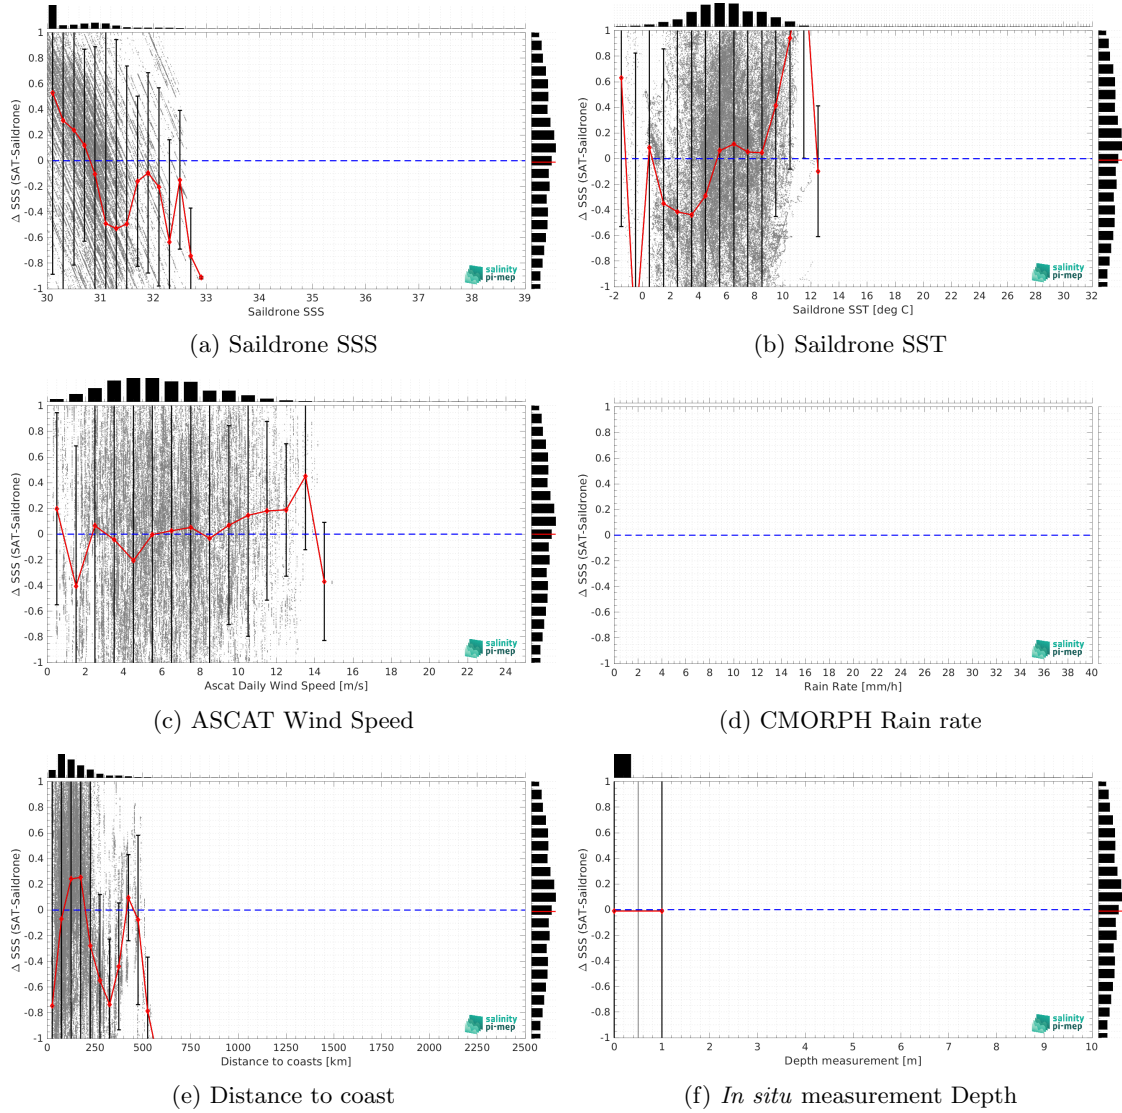 1
0.8
0.6
0.4
0.2
0
-0.2
-0.4
-0.6
-0.8
-1
Δ SSS (SAT-Saildrone)
30 31 32 33 34 35 36 37 38 39
Saildrone SSS
salinity
pi-mep
(a) Saildrone SSS
1
0.8
0.6
0.4
0.2
0
-0.2
-0.4
-0.6
-0.8
-1
Δ SSS (SAT-Saildrone)
-2 0 2 4 6 8 10 12 14 16 18 20 22 24 26 28 30 32
Saildrone SST [deg C]
salinity
pi-mep
(b) Saildrone SST
1
0.8
0.6
0.4
0.2
0
-0.2
-0.4
-0.6
-0.8
-1
Δ SSS (SAT-Saildrone)
0 2 4 6 8 10 12 14 16 18 20 22 24
Ascat Daily Wind Speed [m/s]
salinity
pi-mep
(c) ASCAT Wind Speed
1
0.8
0.6
0.4
0.2
0
-0.2
-0.4
-0.6
-0.8
-1
Δ SSS (SAT-Saildrone)
0 2 4 6 8 10 12 14 16 18 20 22 24 26 28 30 32 34 36 38 40
Rain Rate [mm/h]
salinity
pi-mep
(d) CMORPH Rain rate
1
0.8
0.6
0.4
0.2
0
-0.2
-0.4
-0.6
-0.8
-1
Δ SSS (SAT-Saildrone)
0 250 500 750 1000 1250 1500 1750 2000 2250 2500
Distance to coasts [km]
salinity
pi-mep
(e) Distance to coast
1
0.8
0.6
0.4
0.2
0
-0.2
-0.4
-0.6
-0.8
-1
Δ SSS (SAT-Saildrone)
0 1 2 3 4 5 6 7 8 9 10
Depth measurement [m]
salinity
pi-mep
(f) In situ measurement Depth